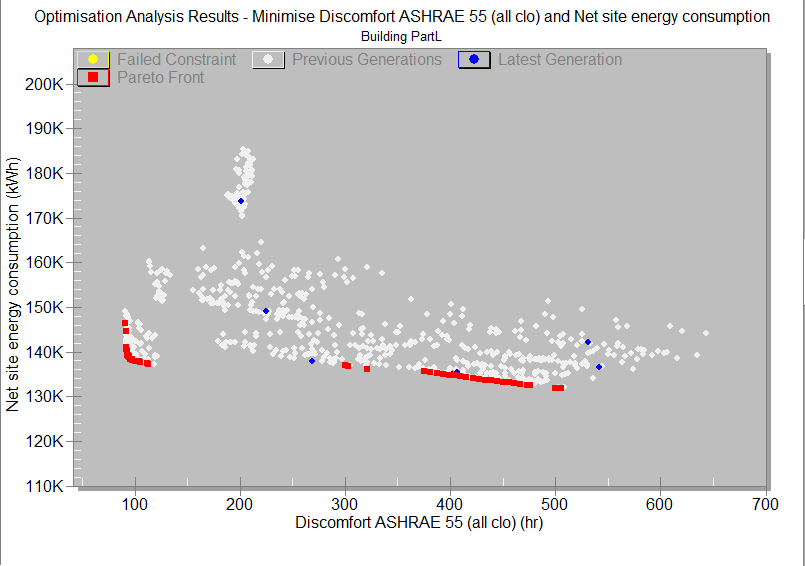 Optimisation Analysis Results - Minimise Discomfort ASHRAE 55 (all clo) and Net site energy consumption
Building PartL
Failed Constraint Previous Generations Latest Generation
Pareto Front
200K
190K
180K
170K
160K
150K
140K
130K
120K
110K
Net site energy consumption (kWh)
100 200 300 400 500 600 700
Discomfort ASHRAE 55 (all clo) (hr)